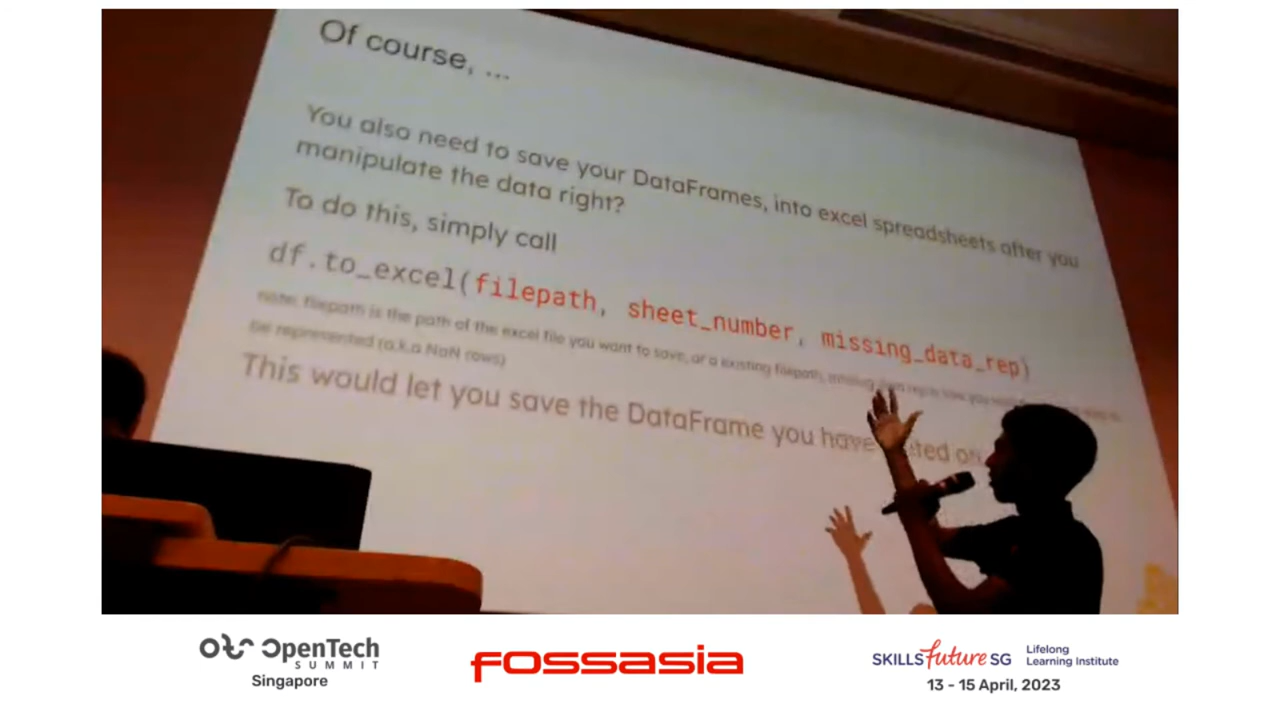 Of course, ...
You also need to save your DataFrames, into excel spreadsheets after you
manipulate the data right?
To do this, simply call
df.to_excel(filepath, sheet_number, missing_data_rep)
note: filepath is the path of the excel file you want to save, or a existing filepath, missing
be represented (a.k.a NaN rows)
This would let you save the DataFrame you have
OpenTech
SUMMIT
Singapore
fossasia
SKILLS future SG
Lifelong
Learning Institute
13 - 15 April, 2023